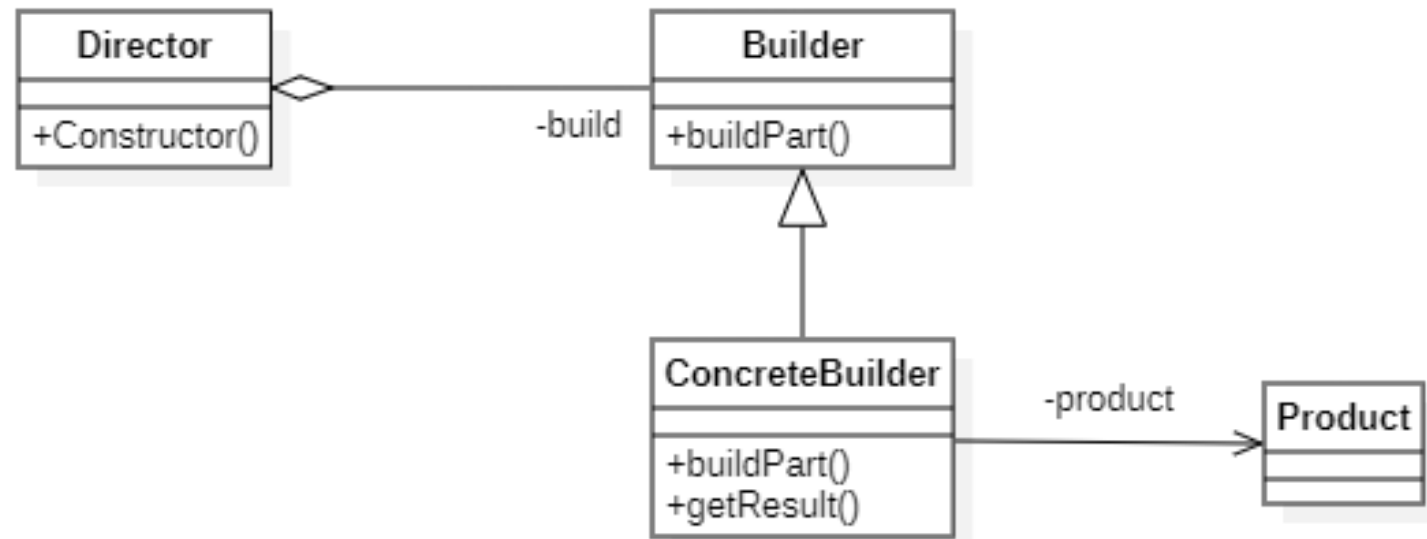 Director
+Constructor()
-build
Builder
+buildPart()
ConcreteBuilder
+buildPart()
+getResult()
-product
Product